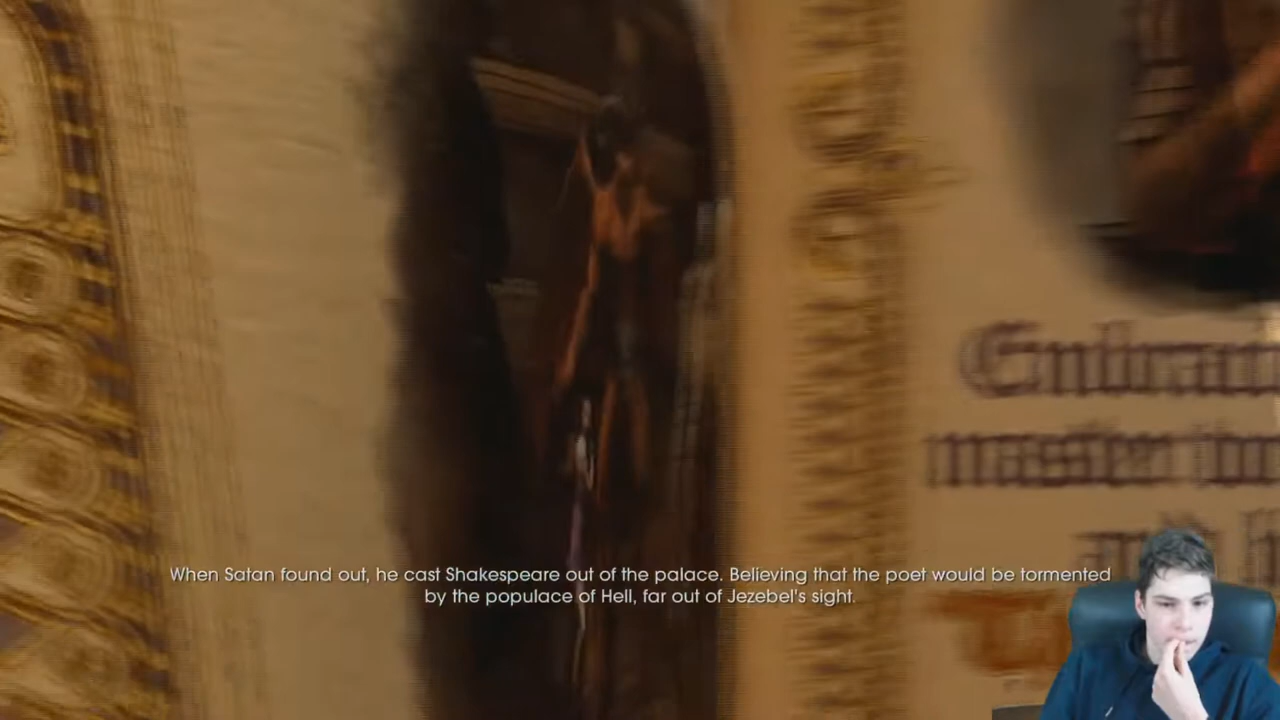 When Satan found out, he cast Shakespeare out of the palace. Believing that the poet would be tormented
by the populace of Hell, far out of Jezebel's sight.